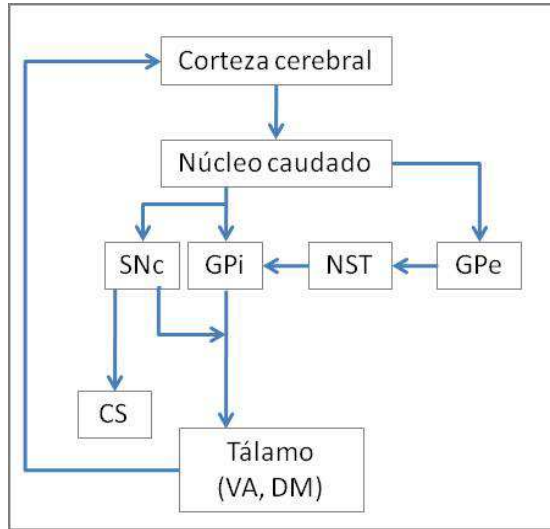 Corteza cerebral
Núcleo caudado
SNc GPi NST GPe
CS
Tálamo
(VA, DM)